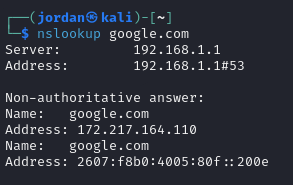 ┌──(jordan㉿kali)-[~]
└─$ nslookup google.com
Server:         192.168.1.1
Address:        192.168.1.1#53

Non-authoritative answer:
Name:   google.com
Address: 172.217.164.110
Name:   google.com
Address: 2607:f8b0:4005:80f::200e